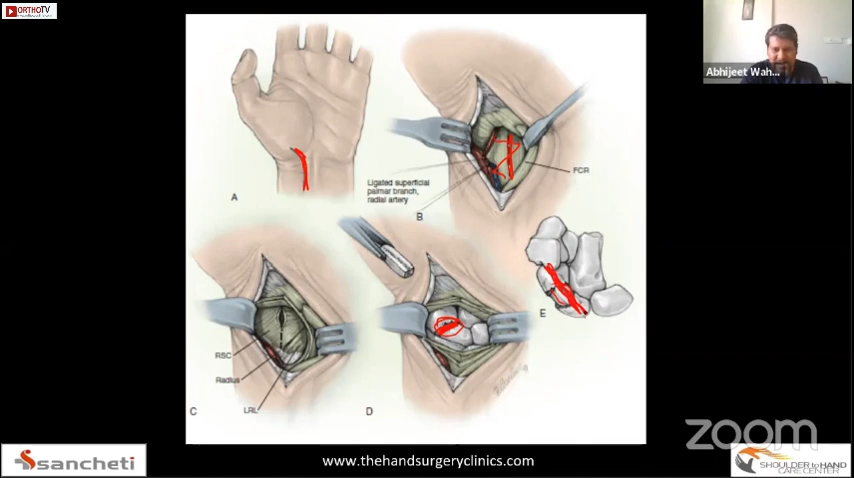 ORTHOTV
Abhijeet Wah...
A
Ligated superficial
palmar branch,
radial artery
B
FCR
RSC
Radius
LRL
C
D
E
zoom
sancheti
www.thehandsurgeryclinics.com
SHOULDER to HAND
CARE CENTER